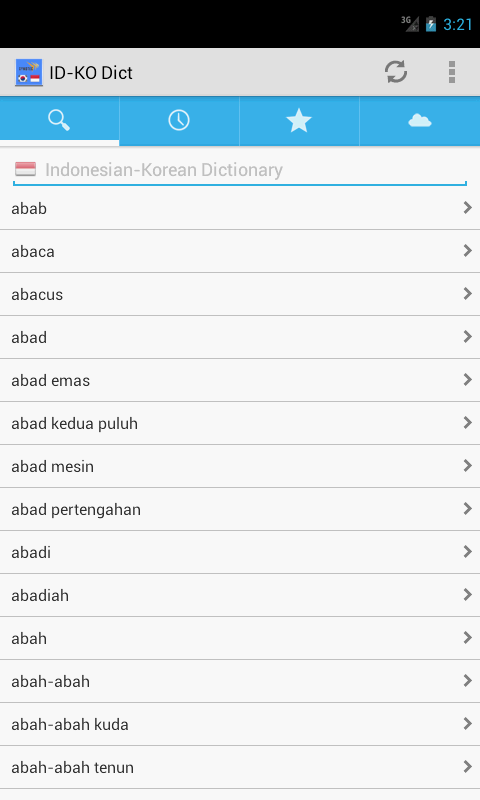 3G 3:21
ID-KO Dict
Indonesian-Korean Dictionary
abab
abaca
abacus
abad
abad emas
abad kedua puluh
abad mesin
abad pertengahan
abadi
abadiah
abah
abah-abah
abah-abah kuda
abah-abah tenun